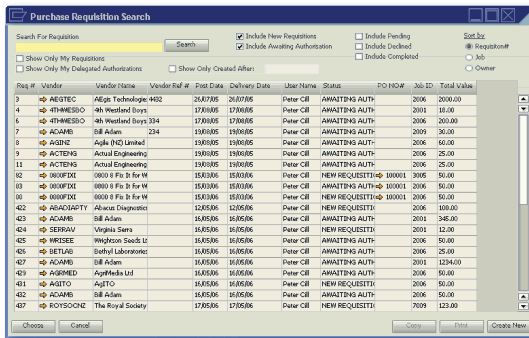 Purchase Requisition Search
Search For Requisition
Search
Include New Requisitions
Include Awaiting Authorisation
Include Pending
Include Declined
Include Completed
Sort by
Requisiton#
Job
Owner
Show Only My Requisitions
Show Only My Delegated Authorizations
Show Only Created After:
Req # Vendor Vendor Name Vendor Ref # Post Date Delivery Date User Name Status PO NO# Job ID Total Value
3 AEGTEC AEgis Technologies 4432 26/07/05 26/07/05 Peter Cill AWAITING AUTH 2006 2000.00
4 4THWESBO 4th Westland Boys 17/08/05 17/08/05 Peter Cill AWAITING AUTH 2001 18.00
6 4THWESBO 4th Westland Boys 334 17/08/05 17/08/05 Peter Cill AWAITING AUTH 2006 200.00
7 ADAMB Bill Adam 234 19/08/05 19/08/05 Peter Cill AWAITING AUTH 2009 30.00
8 AGINZ Agile (NZ) Limited 19/08/05 19/08/05 Peter Cill AWAITING AUTH 2006 60.00
9 ACTENG Actual Engineering 19/08/05 19/08/05 Peter Cill AWAITING AUTH 2006 25.00
11 ACTENG Actual Engineering 19/08/05 19/08/05 Peter Cill AWAITING AUTH 2006 25.00
82 0800FIXI 0800 8 Fix It for W 15/03/06 15/03/06 Peter Cill NEW REQUISITI 100001 3005 50.00
83 0800FIXI 0800 8 Fix It for W 15/03/06 15/03/06 Peter Cill AWAITING AUTH 100001 2006 50.00
88 0800FIXI 0800 8 Fix It for W 15/03/06 15/03/06 Peter Cill AWAITING AUTH 100001 2006 50.00
422 ABADIAPTY Abacus Diagnostics 12/05/06 12/05/06 Peter Cill NEW REQUISITI 2006 108.00
423 ADAMB Bill Adam 16/05/06 16/05/06 Peter Cill AWAITING AUTH 2001 345.00
424 SERRAV Virginia Serra 16/05/06 16/05/06 Peter Cill AWAITING AUTH 2001 12.00
425 WRISEE Wrightson Seeds Lt 16/05/06 16/05/06 Peter Cill AWAITING AUTH 2006 50.00
426 BETLAB Bethyl Laboratories 16/05/06 16/05/06 Peter Cill AWAITING AUTH 2006 25.00
427 ADAMB Bill Adam 16/05/06 16/05/06 Peter Cill AWAITING AUTH 2001 1234.00
429 AGRMED AgriMedia Ltd 16/05/06 16/05/06 Peter Cill AWAITING AUTH 2006 50.00
431 AGITO AgITO 16/05/06 16/05/06 Peter Cill NEW REQUISITI 2006 50.00
432 ADAMB Bill Adam 16/05/06 16/05/06 Peter Cill AWAITING AUTH 2006 50.00
437 ROYSOCNZ The Royal Society 17/05/06 17/05/06 Peter Cill NEW REQUISITI 7009 123.00
Choose Cancel Copy Print Create New